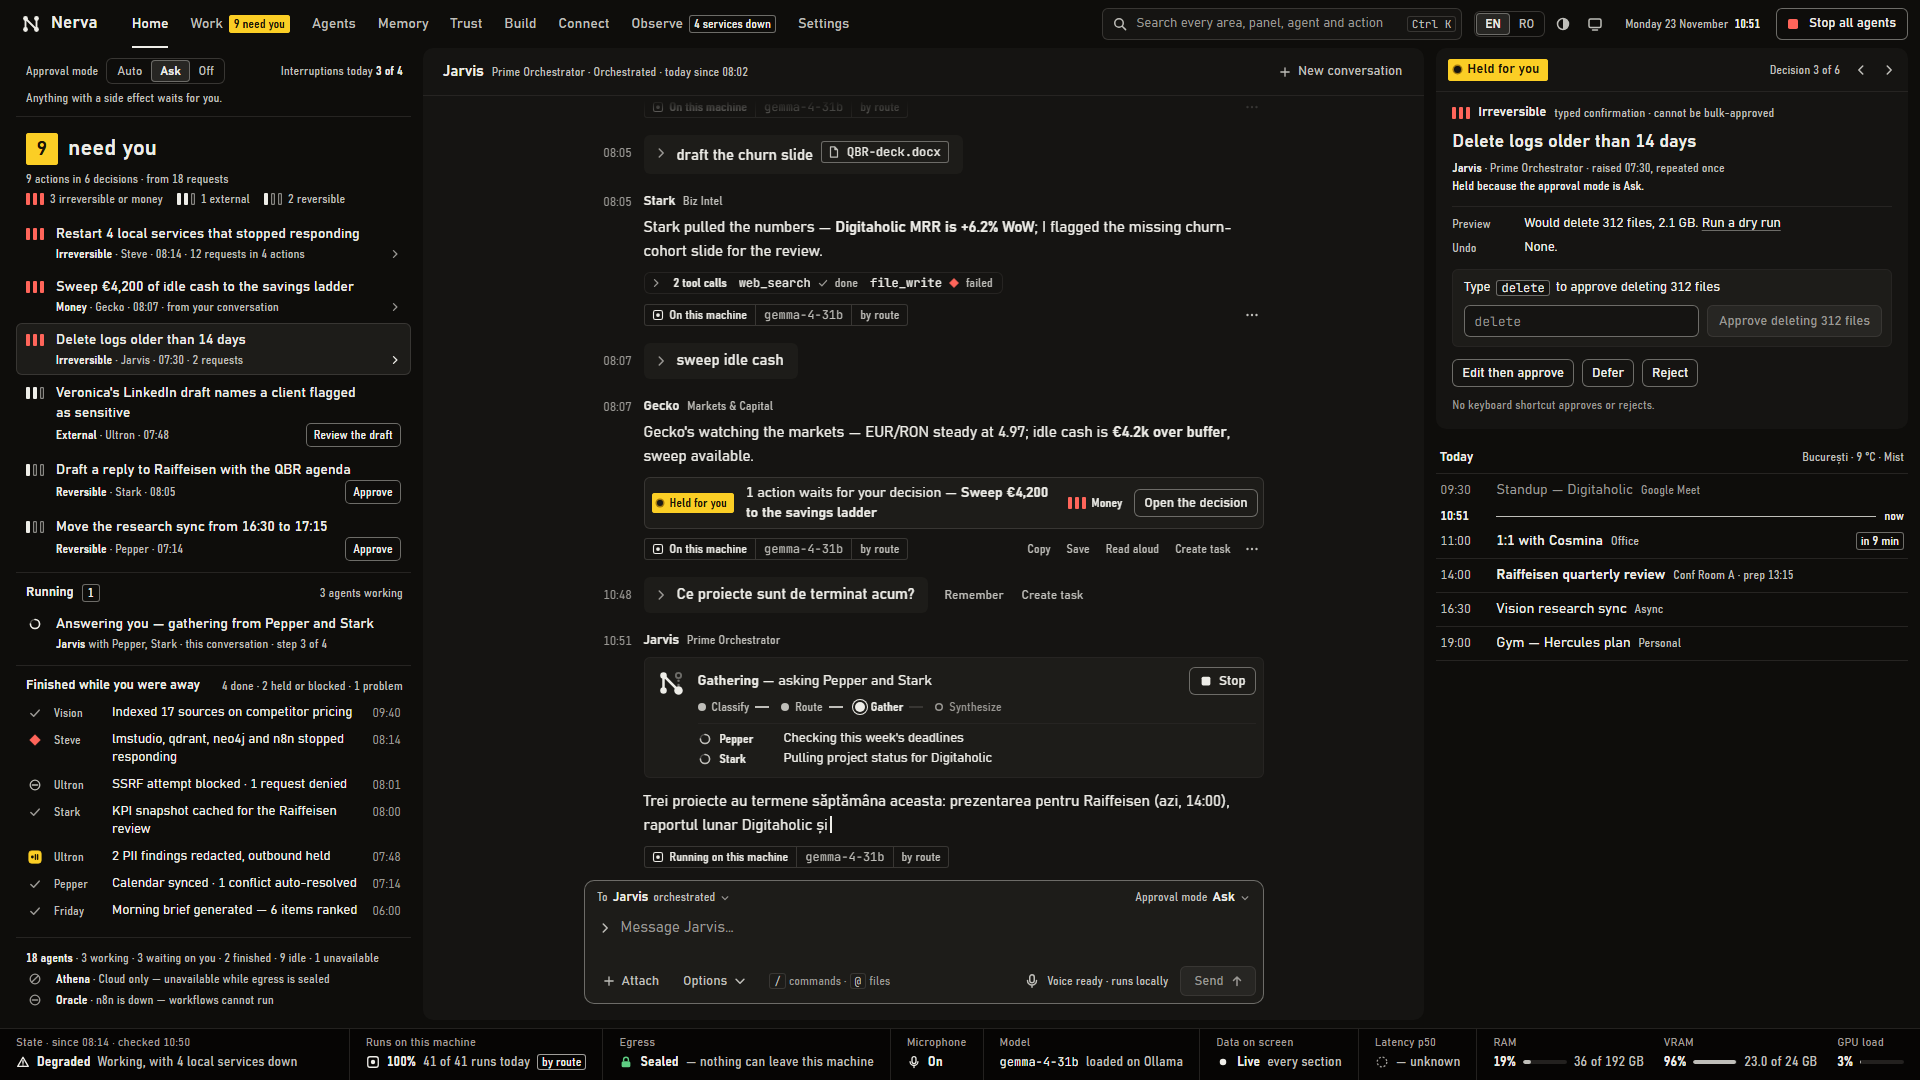 Nerva
Home
Work 9 need you
Agents
Memory
Trust
Build
Connect
Observe 4 services down
Settings
Search every area, panel, agent and action Ctrl K
EN RO
Monday 23 November 10:51
Stop all agents
Approval mode Auto Ask Off
Interruptions today 3 of 4
Anything with a side effect waits for you.
9 need you
9 actions in 6 decisions · from 18 requests
3 irreversible or money 1 external 2 reversible
Restart 4 local services that stopped responding
Irreversible · Steve · 08:14 · 12 requests in 4 actions
Sweep €4,200 of idle cash to the savings ladder
Money · Gecko · 08:07 · from your conversation
Delete logs older than 14 days
Irreversible · Jarvis · 07:30 · 2 requests
Veronica's LinkedIn draft names a client flagged
as sensitive
External · Ultron · 07:48
Review the draft
Draft a reply to Raiffeisen with the QBR agenda
Reversible · Stark · 08:05
Approve
Move the research sync from 16:30 to 17:15
Reversible · Pepper · 07:14
Approve
Running 1
3 agents working
Answering you — gathering from Pepper and Stark
Jarvis with Pepper, Stark · this conversation · step 3 of 4
Finished while you were away
4 done · 2 held or blocked · 1 problem
Vision Indexed 17 sources on competitor pricing 09:40
Steve lmstudio, qdrant, neo4j and n8n stopped 08:14
responding
Ultron SSRF attempt blocked · 1 request denied 08:01
Stark KPI snapshot cached for the Raiffeisen 08:00
review
Ultron 2 PII findings redacted, outbound held 07:48
Pepper Calendar synced · 1 conflict auto-resolved 07:14
Friday Morning brief generated — 6 items ranked 06:00
18 agents · 3 working · 3 waiting on you · 2 finished · 9 idle · 1 unavailable
Athena · Cloud only — unavailable while egress is sealed
Oracle · n8n is down — workflows cannot run
Jarvis Prime Orchestrator · Orchestrated · today since 08:02
New conversation
On this machine gemma-4-31b by route
08:05 draft the churn slide QBR-deck.docx
08:05 Stark Biz Intel
Stark pulled the numbers — Digitaholic MRR is +6.2% WoW; I flagged the missing churn-
cohort slide for the review.
2 tool calls web_search done file_write failed
On this machine gemma-4-31b by route
08:07 sweep idle cash
08:07 Gecko Markets & Capital
Gecko's watching the markets — EUR/RON steady at 4.97; idle cash is €4.2k over buffer,
sweep available.
Held for you
1 action waits for your decision — Sweep €4,200
to the savings ladder
Money
Open the decision
On this machine gemma-4-31b by route
Copy Save Read aloud Create task
10:48 Ce proiecte sunt de terminat acum? Remember Create task
10:51 Jarvis Prime Orchestrator
Gathering — asking Pepper and Stark
Stop
Classify Route Gather Synthesize
Pepper Checking this week's deadlines
Stark Pulling project status for Digitaholic
Trei proiecte au termene săptămâna aceasta: prezentarea pentru Raiffeisen (azi, 14:00),
raportul lunar Digitaholic și
Running on this machine gemma-4-31b by route
To Jarvis orchestrated
Approval mode Ask
Message Jarvis...
Attach Options / commands · @ files
Voice ready · runs locally
Send
Held for you
Decision 3 of 6
Irreversible typed confirmation · cannot be bulk-approved
Delete logs older than 14 days
Jarvis · Prime Orchestrator · raised 07:30, repeated once
Held because the approval mode is Ask.
Preview Would delete 312 files, 2.1 GB. Run a dry run
Undo None.
Type delete to approve deleting 312 files
delete
Approve deleting 312 files
Edit then approve Defer Reject
No keyboard shortcut approves or rejects.
Today
București · 9 °C · Mist
09:30 Standup — Digitaholic Google Meet
10:51 now
11:00 1:1 with Cosmina Office in 9 min
14:00 Raiffeisen quarterly review Conf Room A · prep 13:15
16:30 Vision research sync Async
19:00 Gym — Hercules plan Personal
State · since 08:14 · checked 10:50
Degraded Working, with 4 local services down
Runs on this machine
100% 41 of 41 runs today by route
Egress
Sealed — nothing can leave this machine
Microphone
On
Model
gemma-4-31b loaded on Ollama
Data on screen
Live every section
Latency p50
— unknown
RAM
19% 36 of 192 GB
VRAM
96% 23.0 of 24 GB
GPU load
3%